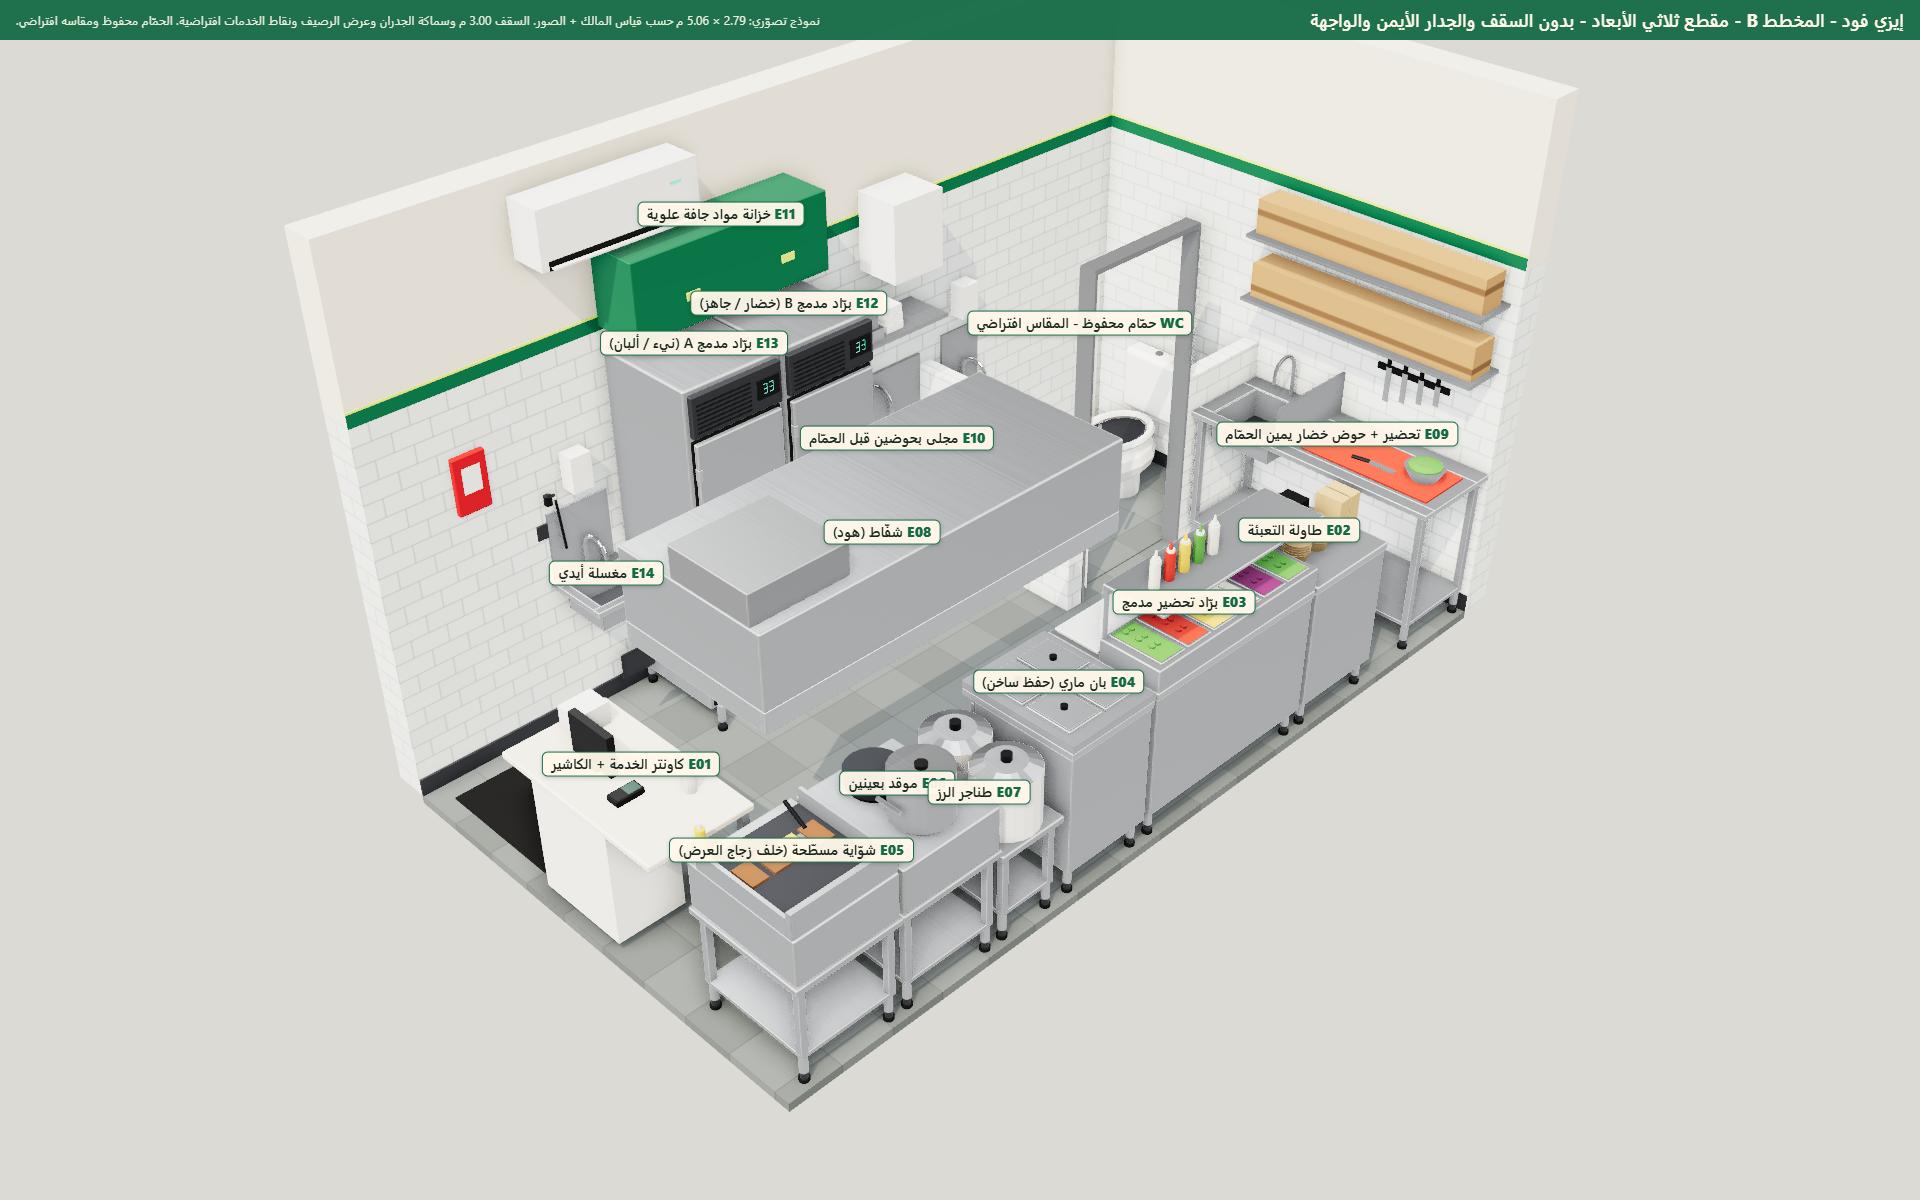 إيزي فود - المخطط B - مقطع ثلاثي الأبعاد - بدون السقف والجدار الأيمن والواجهة
نموذج تصوّري: 2.79 × 5.06 م حسب قياس المالك + الصور. السقف 3.00 م وسماكة الجدران وعرض الرصيف ونقاط الخدمات افتراضية. الحمّام محفوظ ومقاسه افتراضي.
E11 خزانة مواد جافة علوية
E12 برّاد مدمج B (خضار / جاهز)
WC حمّام محفوظ - المقاس افتراضي
E13 برّاد مدمج A (نيء / ألبان)
33
33
E09 تحضير + حوض خضار يمين الحمّام
E10 مجلى بحوضين قبل الحمّام
E02 طاولة التعبئة
E08 شفّاط (هود)
E14 مغسلة أيدي
E03 برّاد تحضير مدمج
E04 بان ماري (حفظ ساخن)
E01 كاونتر الخدمة + الكاشير
موقد بعينين
E07 طناجر الرز
E05 شوّاية مسطّحة (خلف زجاج العرض)